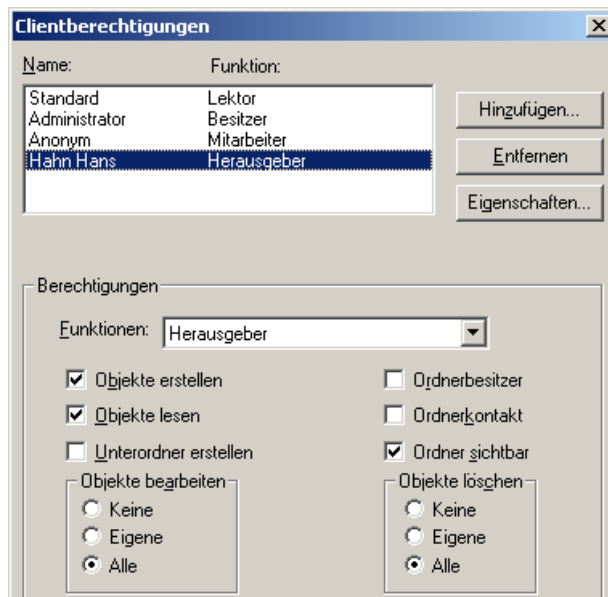 Clientberechtigungen
Name: Funktion:
Standard Lektor
Administrator Besitzer
Anonym Mitarbeiter
Hahn Hans Herausgeber
Hinzufügen...
Entfernen
Eigenschaften...
Berechtigungen
Funktionen: Herausgeber
Objekte erstellen Ordnerbesitzer
Objekte lesen Ordnerkontakt
Unterordner erstellen Ordner sichtbar
Objekte bearbeiten Objekte löschen
Keine Keine
Eigene Eigene
Alle Alle